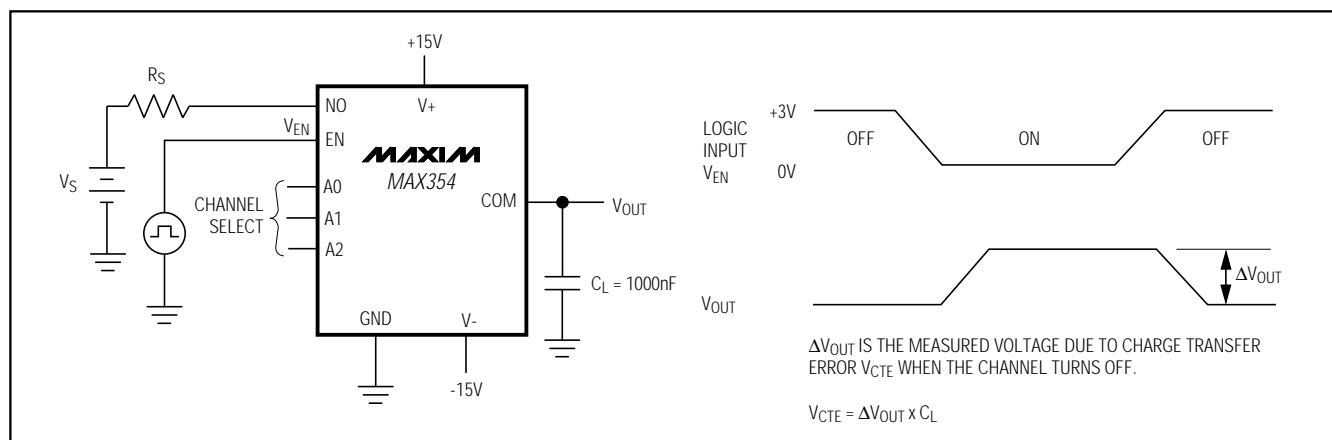 +15V
RS
NO
V+
VEN
EN
MAXIM
MAX354
VS
A0
CHANNEL
SELECT
A1
A2
COM
VOUT
CL = 1000nF
GND
V-
-15V
LOGIC
INPUT
VEN
+3V
0V
OFF
ON
OFF
VOUT
ΔVOUT
ΔVOUT IS THE MEASURED VOLTAGE DUE TO CHARGE TRANSFER
ERROR VCTE WHEN THE CHANNEL TURNS OFF.
VCTE = ΔVOUT x CL